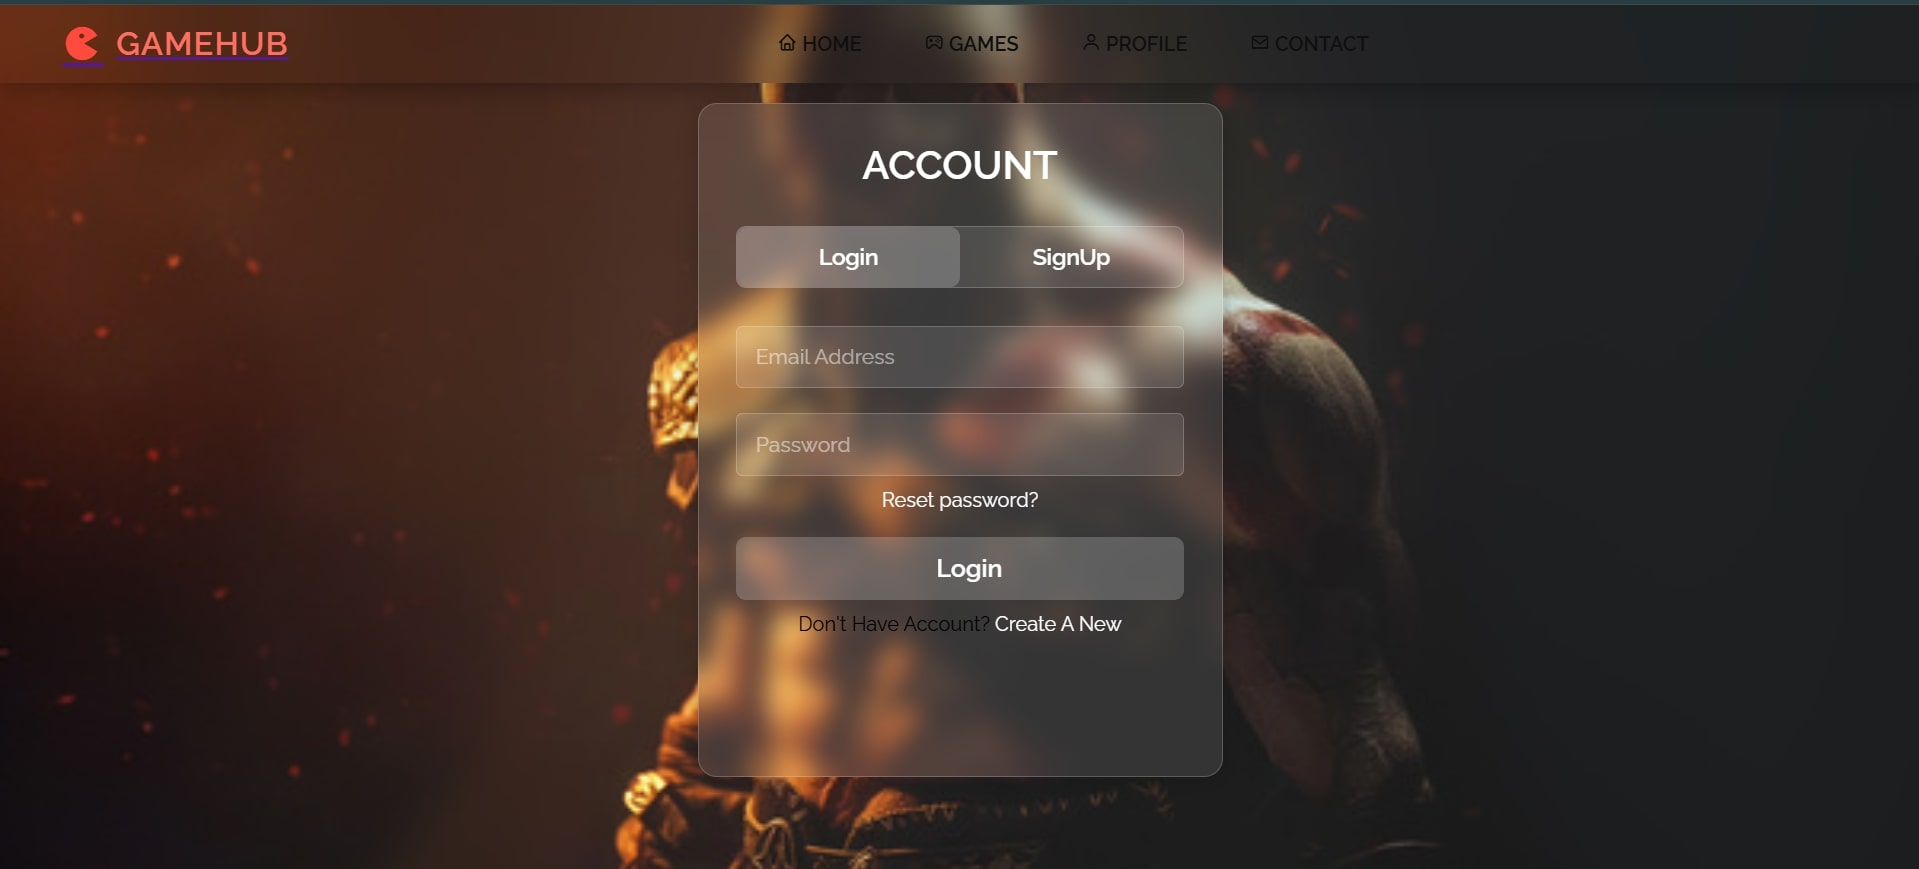 GAMEHUB
HOME GAMES PROFILE CONTACT
ACCOUNT
Login SignUp
Email Address
Password
Reset password?
Login
Don't Have Account? Create A New